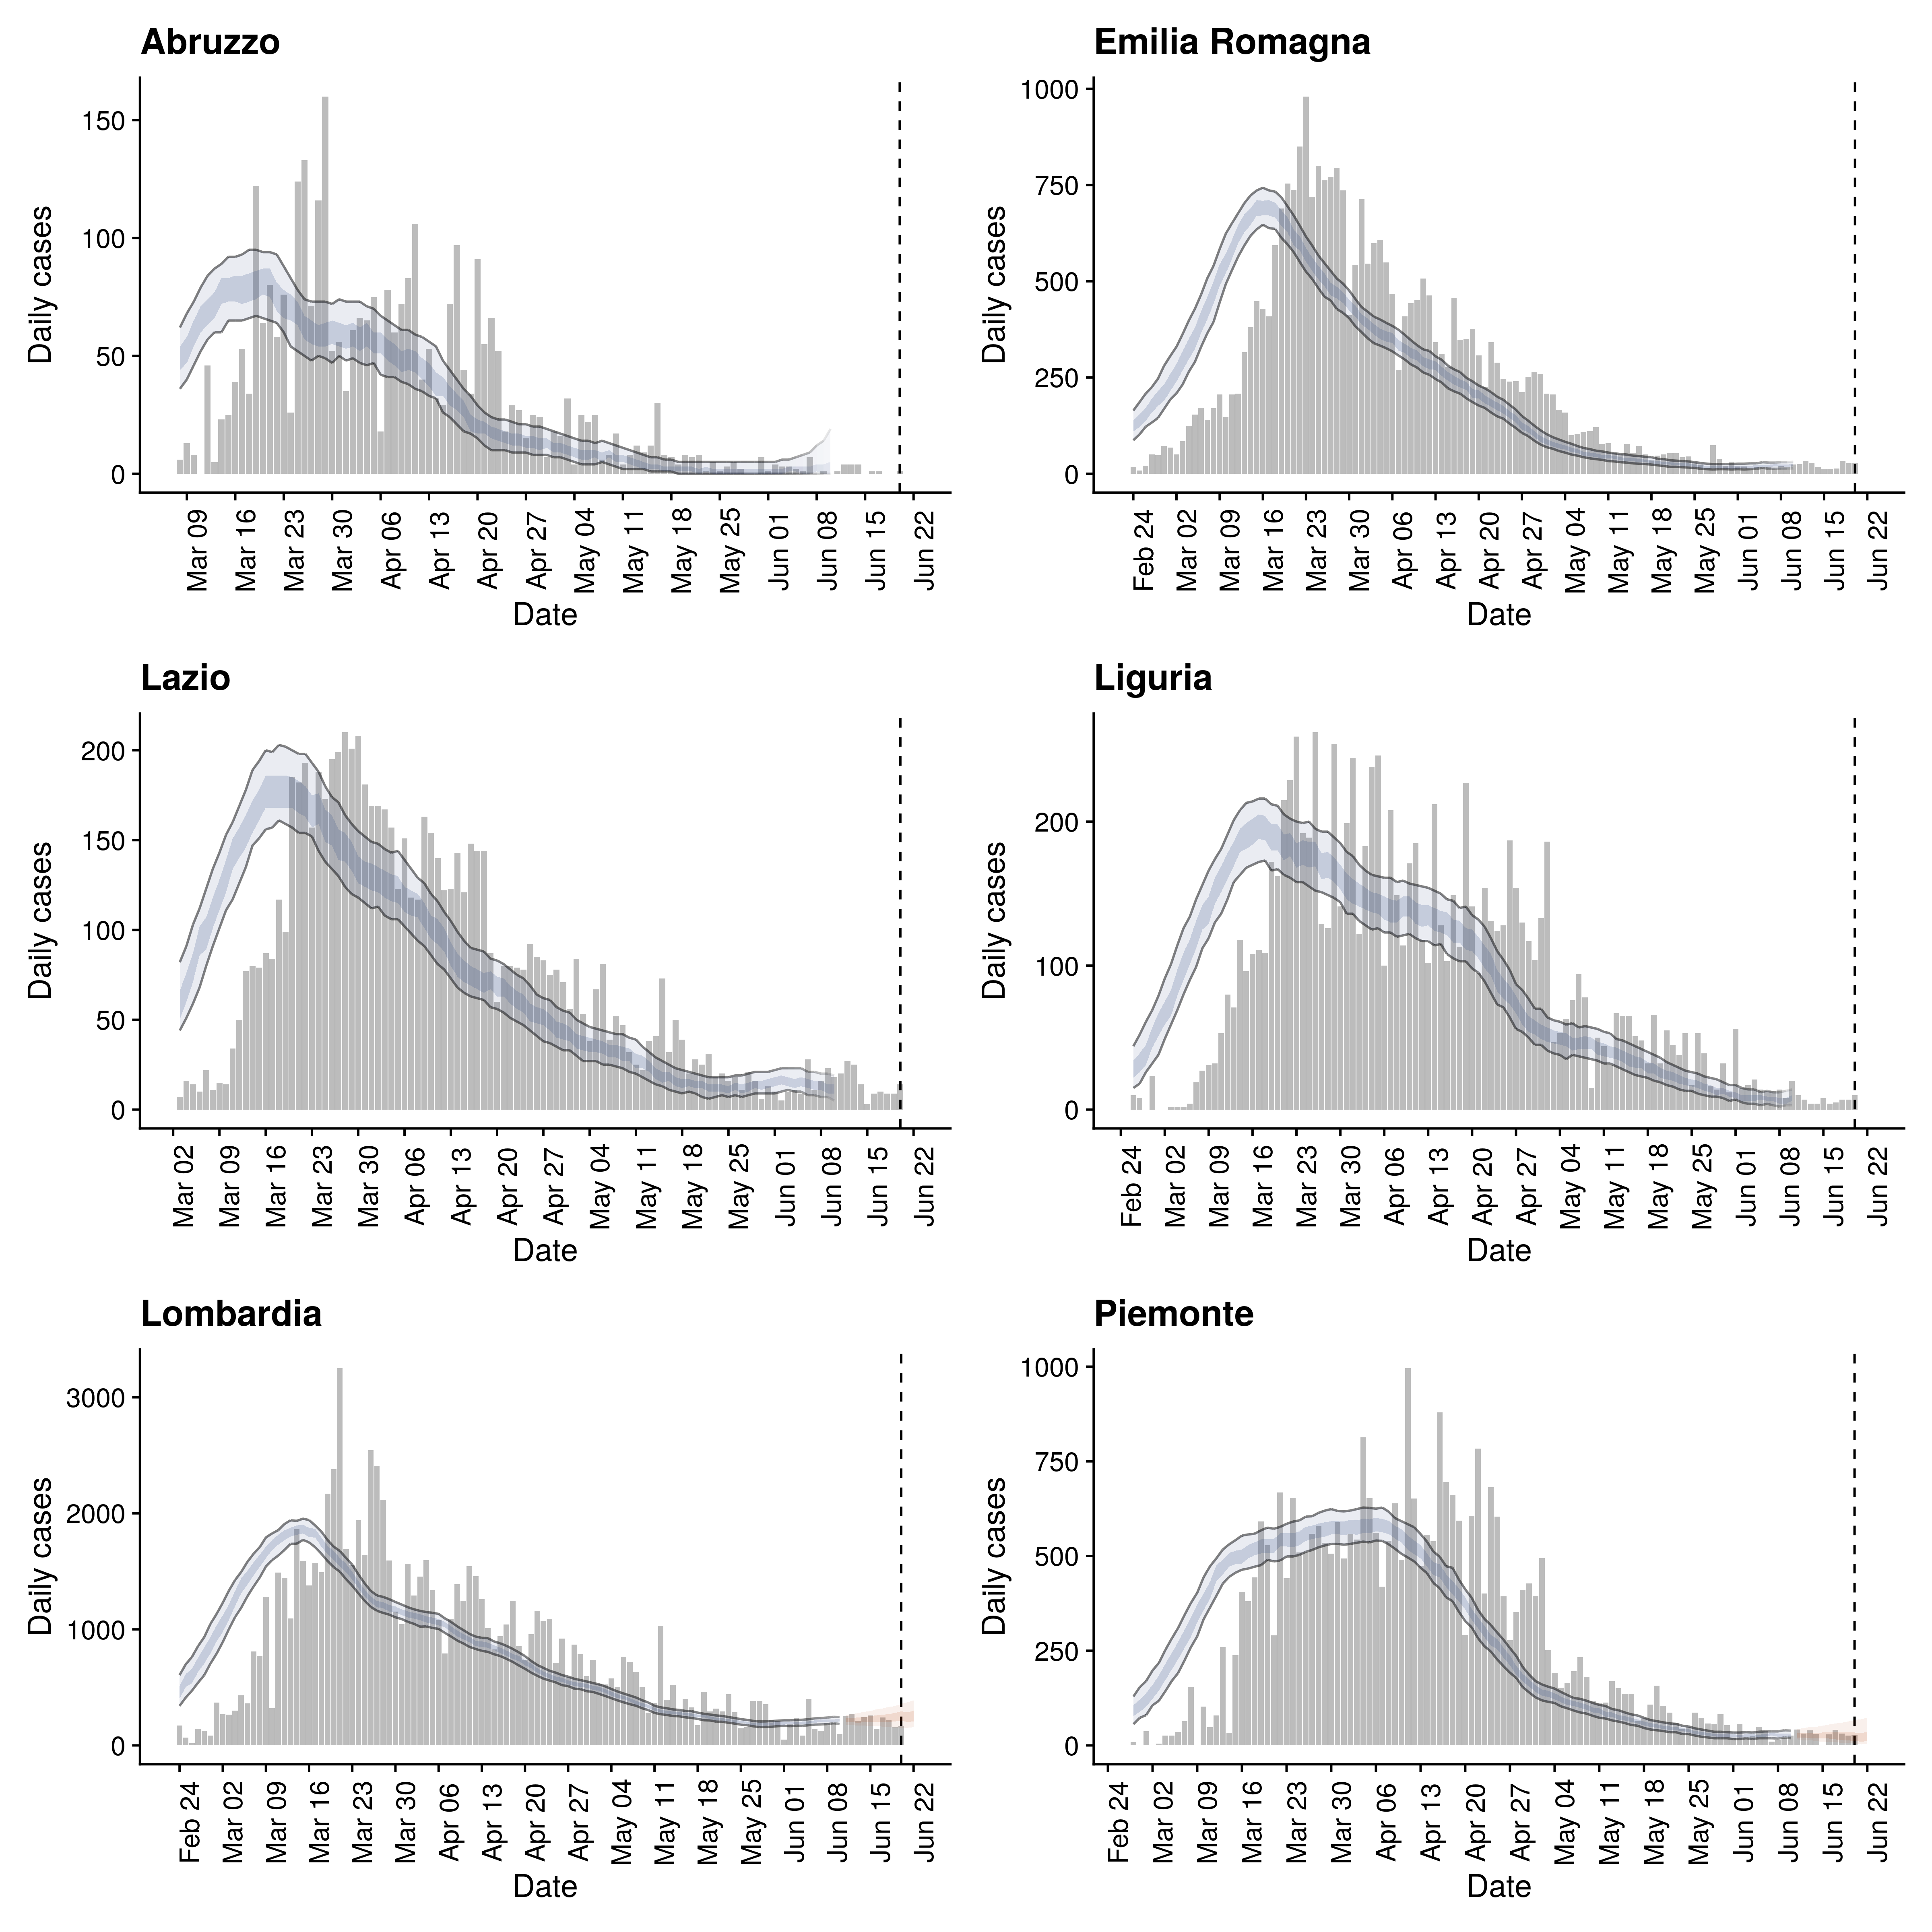 Abruzzo
Daily cases
150
100
50
0
Mar 09 Mar 16 Mar 23 Mar 30 Apr 06 Apr 13 Apr 20 Apr 27 May 04 May 11 May 18 May 25 Jun 01 Jun 08 Jun 15 Jun 22
Date
Emilia Romagna
Daily cases
1000
750
500
250
0
Feb 24 Mar 02 Mar 09 Mar 16 Mar 23 Mar 30 Apr 06 Apr 13 Apr 20 Apr 27 May 04 May 11 May 18 May 25 Jun 01 Jun 08 Jun 15 Jun 22
Date
Lazio
Daily cases
200
150
100
50
0
Mar 02 Mar 09 Mar 16 Mar 23 Mar 30 Apr 06 Apr 13 Apr 20 Apr 27 May 04 May 11 May 18 May 25 Jun 01 Jun 08 Jun 15 Jun 22
Date
Liguria
Daily cases
200
100
0
Feb 24 Mar 02 Mar 09 Mar 16 Mar 23 Mar 30 Apr 06 Apr 13 Apr 20 Apr 27 May 04 May 11 May 18 May 25 Jun 01 Jun 08 Jun 15 Jun 22
Date
Lombardia
Daily cases
3000
2000
1000
0
Feb 24 Mar 02 Mar 09 Mar 16 Mar 23 Mar 30 Apr 06 Apr 13 Apr 20 Apr 27 May 04 May 11 May 18 May 25 Jun 01 Jun 08 Jun 15 Jun 22
Date
Piemonte
Daily cases
1000
750
500
250
0
Feb 24 Mar 02 Mar 09 Mar 16 Mar 23 Mar 30 Apr 06 Apr 13 Apr 20 Apr 27 May 04 May 11 May 18 May 25 Jun 01 Jun 08 Jun 15 Jun 22
Date